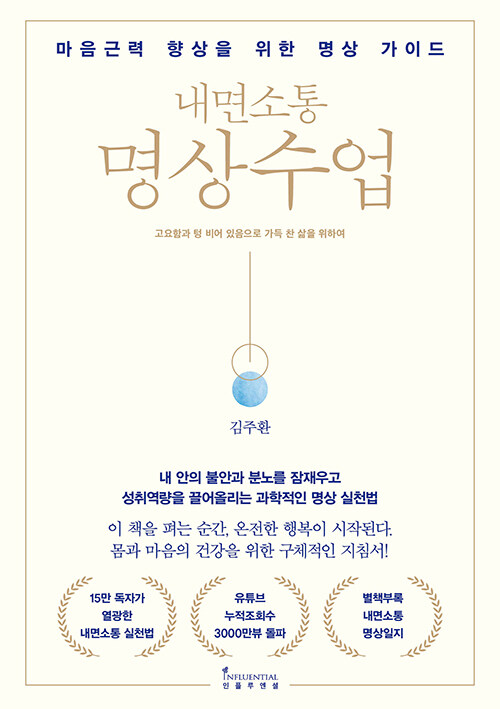 마음근력 향상을 위한 명상 가이드
내면소통
명상수업
고요함과 텅 비어 있음으로 가득 찬 삶을 위하여
김주환
내 안의 불안과 분노를 잠재우고
성취역량을 끌어올리는 과학적인 명상 실천법
이 책을 펴는 순간, 온전한 행복이 시작된다.
몸과 마음의 건강을 위한 구체적인 지침서!
15만 독자가
열광한
내면소통 실천법
유튜브
누적조회수
3000만뷰 돌파
별책부록
내면소통
명상일지
INFLUENTIAL
인플루엔셜